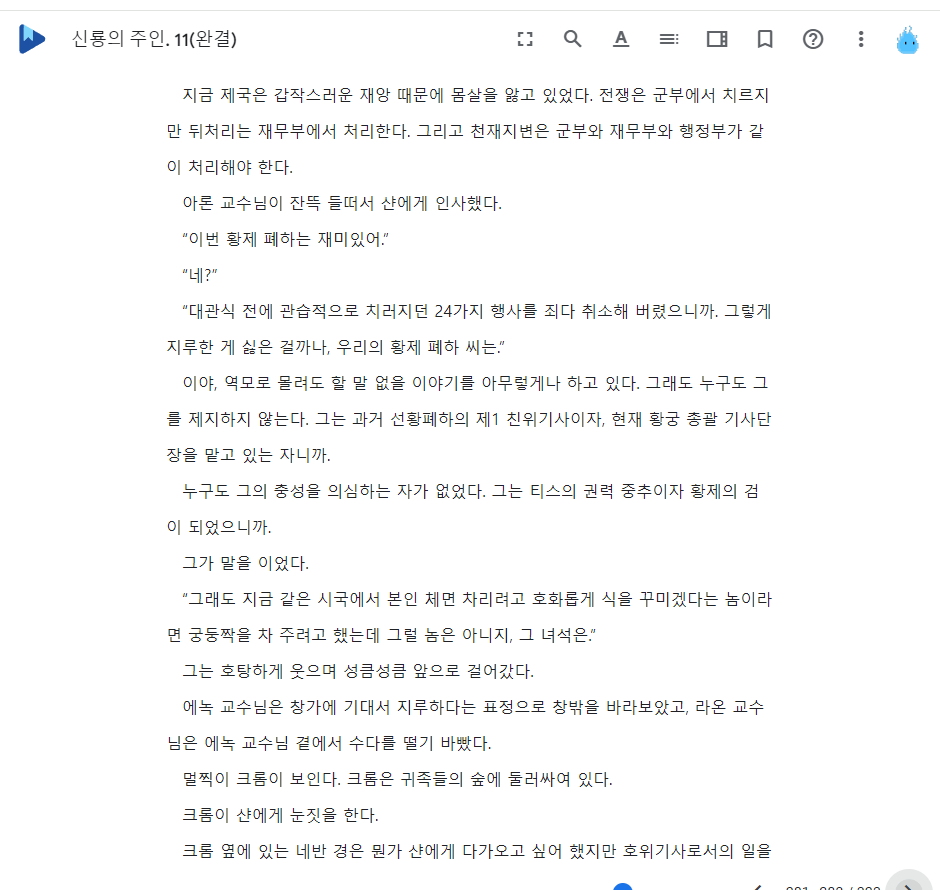 신룡의 주인. 11(완결)
지금 제국은 갑작스러운 재앙 때문에 몸살을 앓고 있었다. 전쟁은 군부에서 치르지
만 뒤처리는 재무부에서 처리한다. 그리고 천재지변은 군부와 재무부와 행정부가 같
이 처리해야 한다.
아론 교수님이 잔뜩 들떠서 샨에게 인사했다.
“이번 황제 폐하는 재미있어.”
“네?”
“대관식 전에 관습적으로 치러지던 24가지 행사를 죄다 취소해 버렸으니까. 그렇게
지루한 게 싫은 걸까나, 우리의 황제 폐하 씨는.”
이야, 역모로 몰려도 할 말 없을 이야기를 아무렇게나 하고 있다. 그래도 누구도 그
를 제지하지 않는다. 그는 과거 선황폐하의 제1 친위기사이자, 현재 황궁 총괄 기사단
장을 맡고 있는 자니까.
누구도 그의 충성을 의심하는 자가 없었다. 그는 티스의 권력 중추이자 황제의 검
이 되었으니까.
그가 말을 이었다.
“그래도 지금 같은 시국에서 본인 체면 차리려고 호화롭게 식을 꾸미겠다는 놈이라
면 궁둥짝을 차 주려고 했는데 그럴 놈은 아니지, 그 녀석은.”
그는 호탕하게 웃으며 성큼성큼 앞으로 걸어갔다.
에녹 교수님은 창가에 기대서 지루하다는 표정으로 창밖을 바라보았고, 라온 교수
님은 에녹 교수님 곁에서 수다를 떨기 바빴다.
멀찍이 크롬이 보인다. 크롬은 귀족들의 숲에 둘러싸여 있다.
크롬이 샨에게 눈짓을 한다.
크롬 옆에 있는 네반 경은 뭔가 샨에게 다가오고 싶어 했지만 호위기사로서의 일을